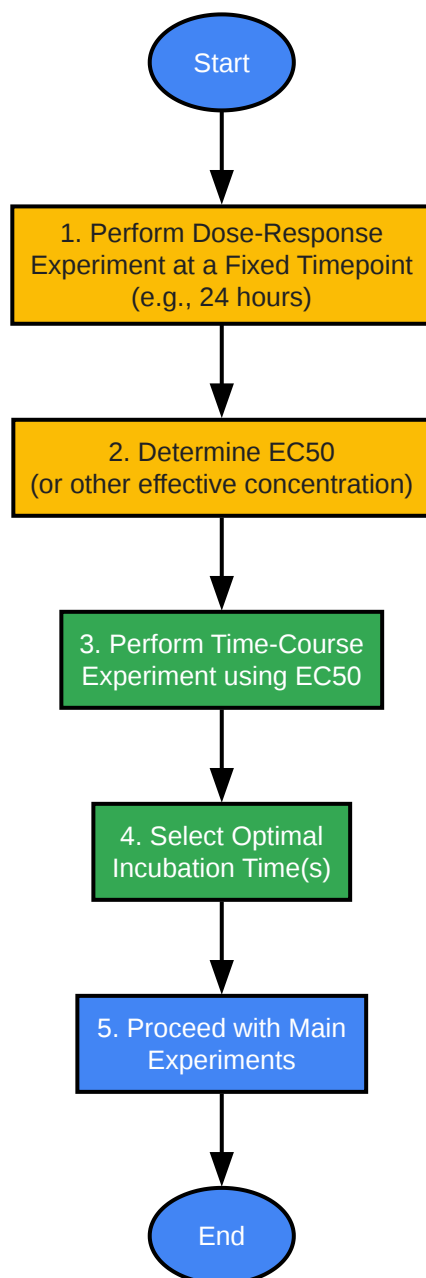 Start
1. Perform Dose-Response
Experiment at a Fixed Timepoint
(e.g., 24 hours)
2. Determine EC50
(or other effective concentration)
3. Perform Time-Course
Experiment using EC50
4. Select Optimal
Incubation Time(s)
5. Proceed with Main
Experiments
End